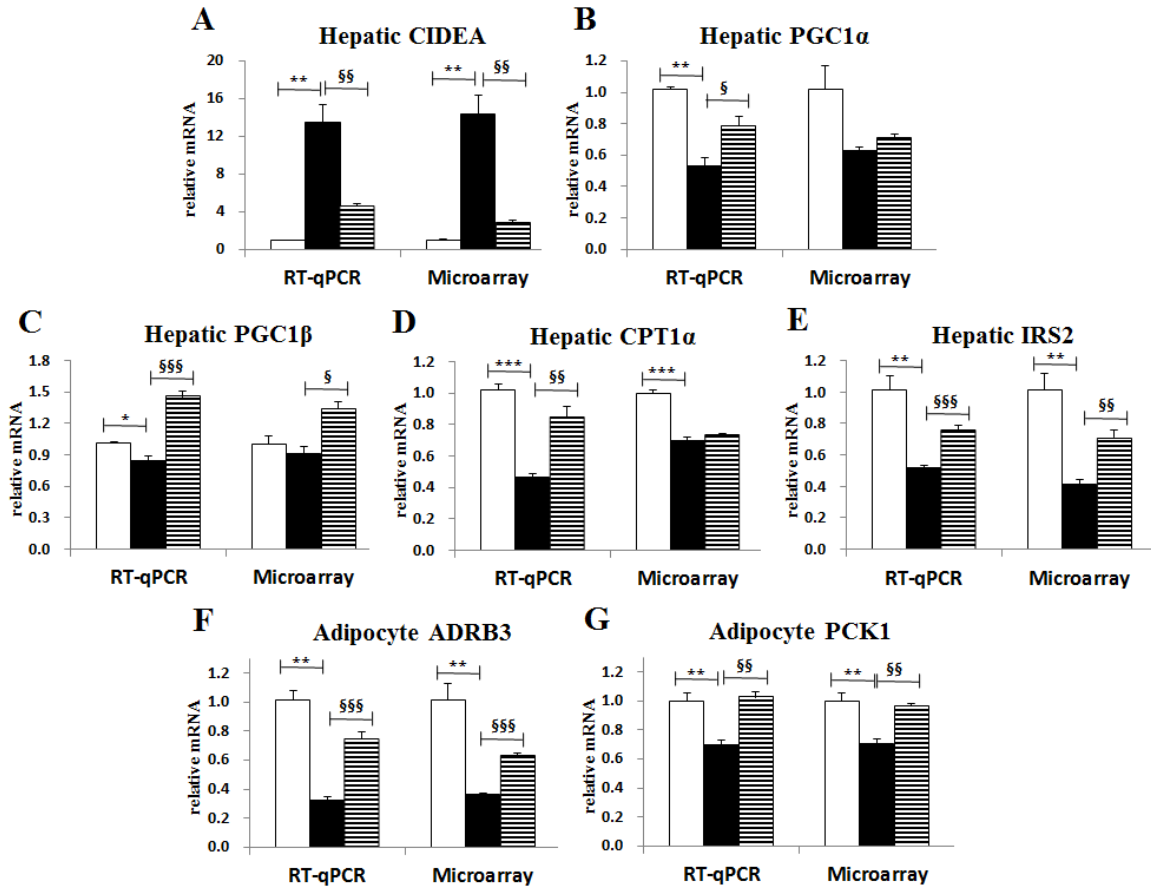 A
Hepatic CIDEA
relative mRNA
20
16
12
8
4
0
**
§§
**
§§
RT-qPCR
Microarray
B
Hepatic PGC1α
relative mRNA
1.2
1.0
0.8
0.6
0.4
0.2
0.0
**
§
RT-qPCR
Microarray
C
Hepatic PGC1β
relative mRNA
1.8
1.5
1.2
0.9
0.6
0.3
0.0
*
§§§
§
RT-qPCR
Microarray
D
Hepatic CPT1α
relative mRNA
1.2
1.0
0.8
0.6
0.4
0.2
0.0
***
§§
***
RT-qPCR
Microarray
E
Hepatic IRS2
relative mRNA
1.2
1.0
0.8
0.6
0.4
0.2
0.0
**
§§§
**
§§
RT-qPCR
Microarray
F
Adipocyte ADRB3
relative mRNA
1.2
1.0
0.8
0.6
0.4
0.2
0.0
**
§§§
**
§§§
RT-qPCR
Microarray
G
Adipocyte PCK1
relative mRNA
1.2
1.0
0.8
0.6
0.4
0.2
0.0
**
§§
**
§§
RT-qPCR
Microarray